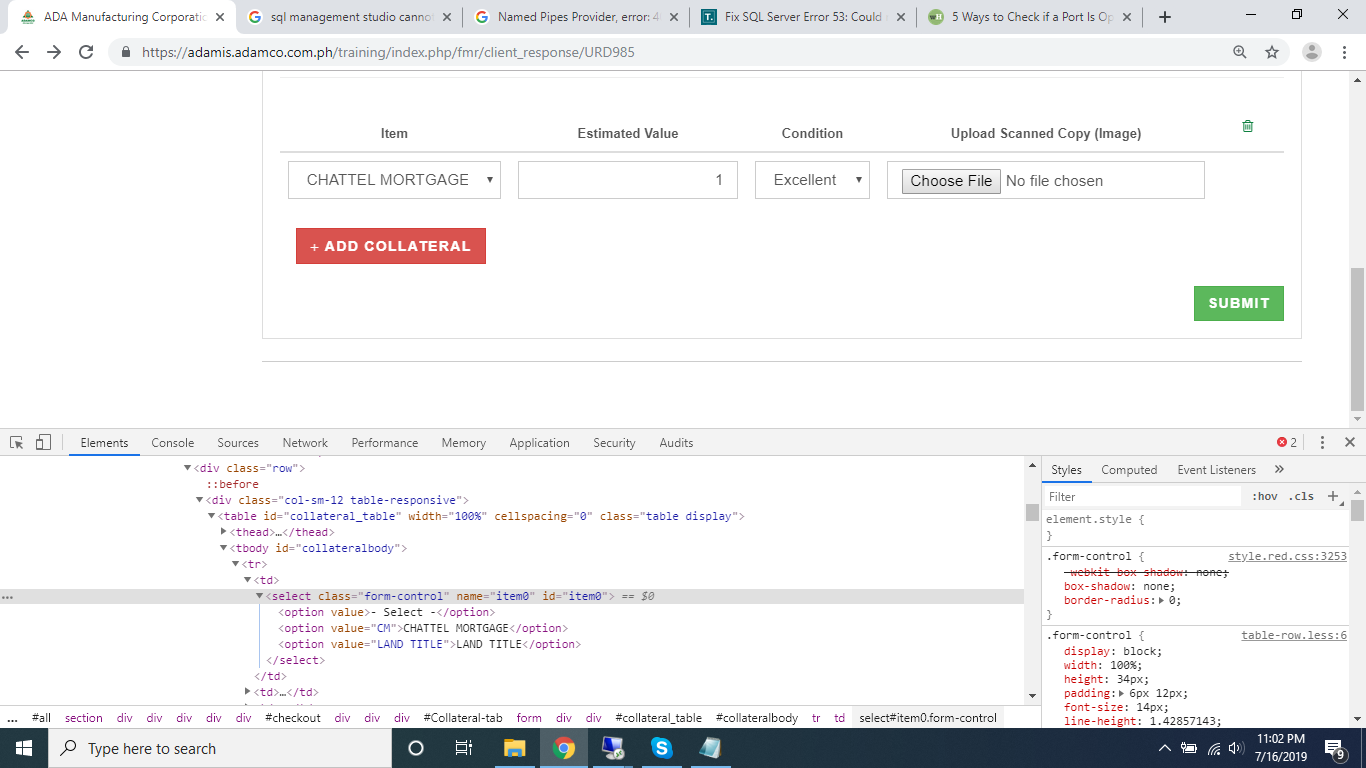 ADA Manufacturing Corporatio
sql management studio canno
Named Pipes Provider, error: 4
Fix SQL Server Error 53: Could
5 Ways to Check if a Port Is Op
https://adamis.adamco.com.ph/training/index.php/fmr/client_response/URD985
Item Estimated Value Condition Upload Scanned Copy (Image)
CHATTEL MORTGAGE 1 Excellent Choose File No file chosen
+ ADD COLLATERAL
SUBMIT
Elements Console Sources Network Performance Memory Application Security Audits 2
<div class="row">
::before
<div class="col-sm-12 table-responsive">
<table id="collateral_table" width="100%" cellspacing="0" class="table display">
<thead>…</thead>
<tbody id="collateralbody">
<tr>
<td>
... <select class="form-control" name="item0" id="item0"> == $0
<option value>- Select -</option>
<option value="CM">CHATTEL MORTGAGE</option>
<option value="LAND TITLE">LAND TITLE</option>
</select>
</td>
<td>…</td>
... #all section div div div div div #checkout div div div #Collateral-tab form div div #collateral_table #collateralbody tr td select#item0.form-control
Styles Computed Event Listeners »
Filter :hov .cls +
element.style {
}
.form-control { style.red.css:3253
-webkit-box-shadow: none;
box-shadow: none;
border-radius: 0;
}
.form-control { table-row.less:6
display: block;
width: 100%;
height: 34px;
padding: 6px 12px;
font-size: 14px;
line-height: 1.42857143;
Type here to search
11:02 PM
7/16/2019
9